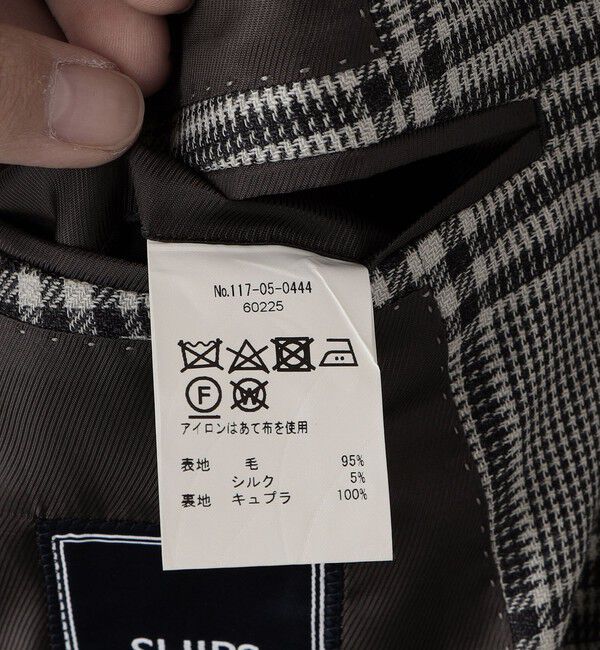 No.117-05-0444
60225
F W
アイロンはあて布を使用
表地 毛 95%
シルク 5%
裏地 キュプラ 100%